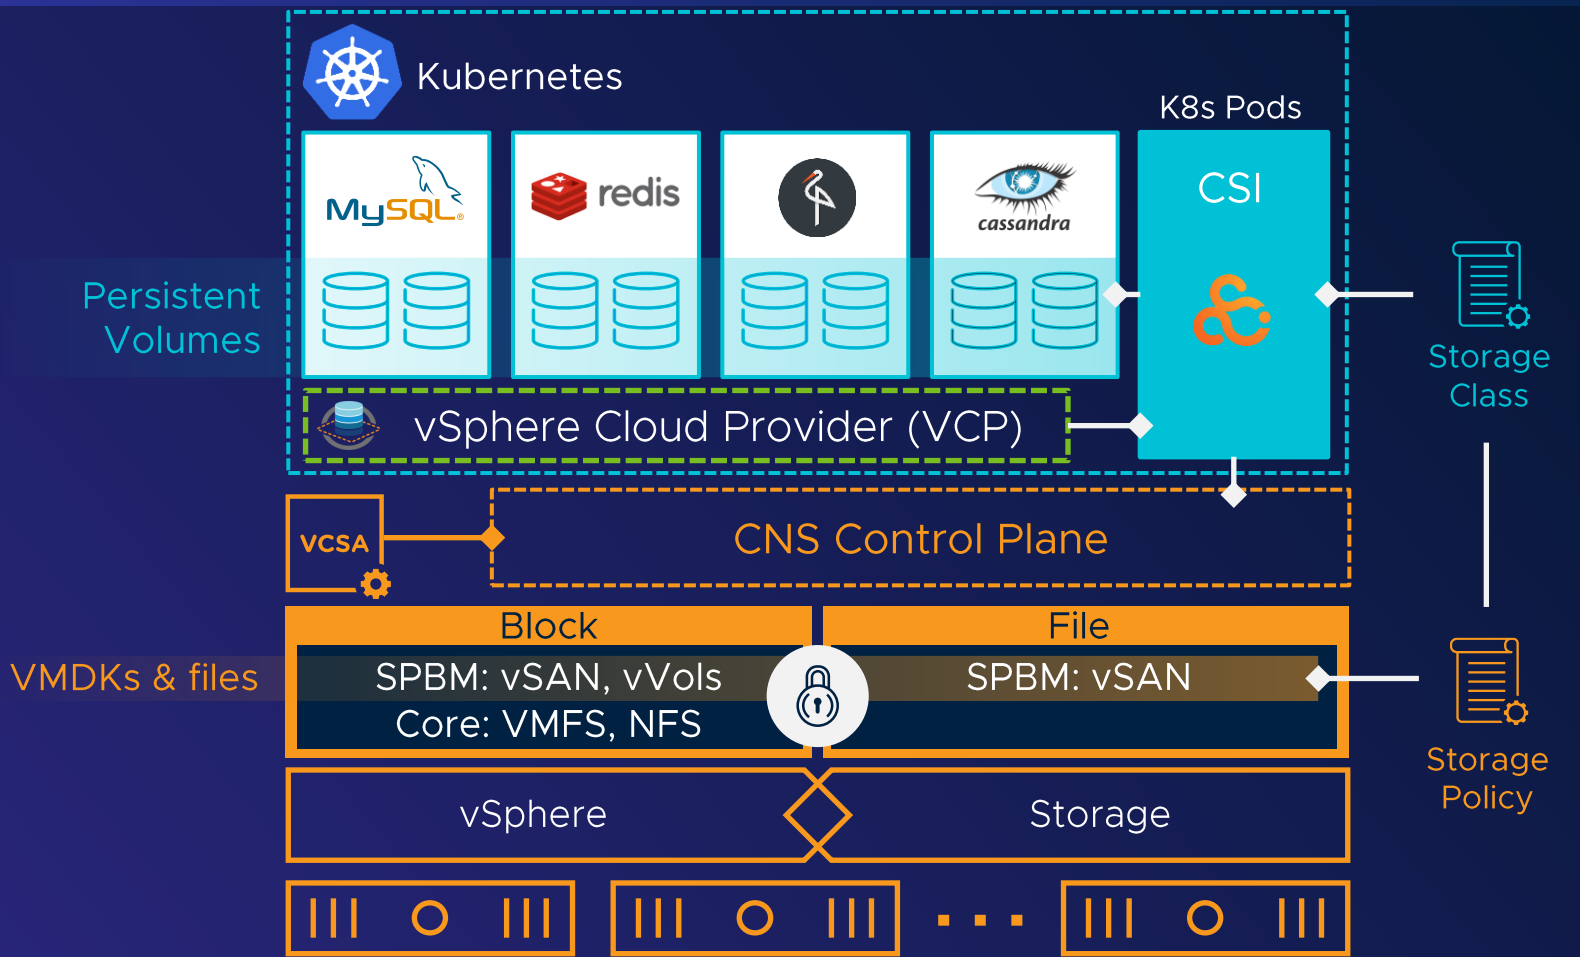 Kubernetes
K8s Pods
MySQL®
redis
cassandra
CSI
Persistent
Volumes
Storage
Class
vSphere Cloud Provider (VCP)
VCSA
CNS Control Plane
Block
File
VMDKs & files
SPBM: vSAN, vVols
SPBM: vSAN
Core: VMFS, NFS
Storage
Policy
vSphere
Storage